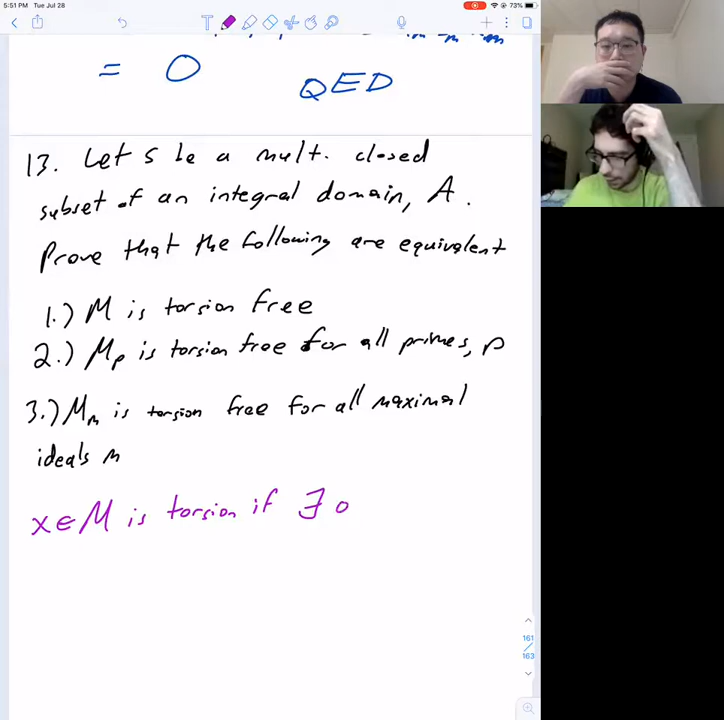 5:51 PM Tue Jul 28
73%
= 0
QED
13. Let S be a mult. closed
subset of an integral domain, A.
Prove that the following are equivalent
1.) M is torsion free
2.) Mp is torsion free for all primes, p
3.) Mm is torsion free for all maximal
ideals m
x ∈ M is torsion if ∃ 0
161
/
163